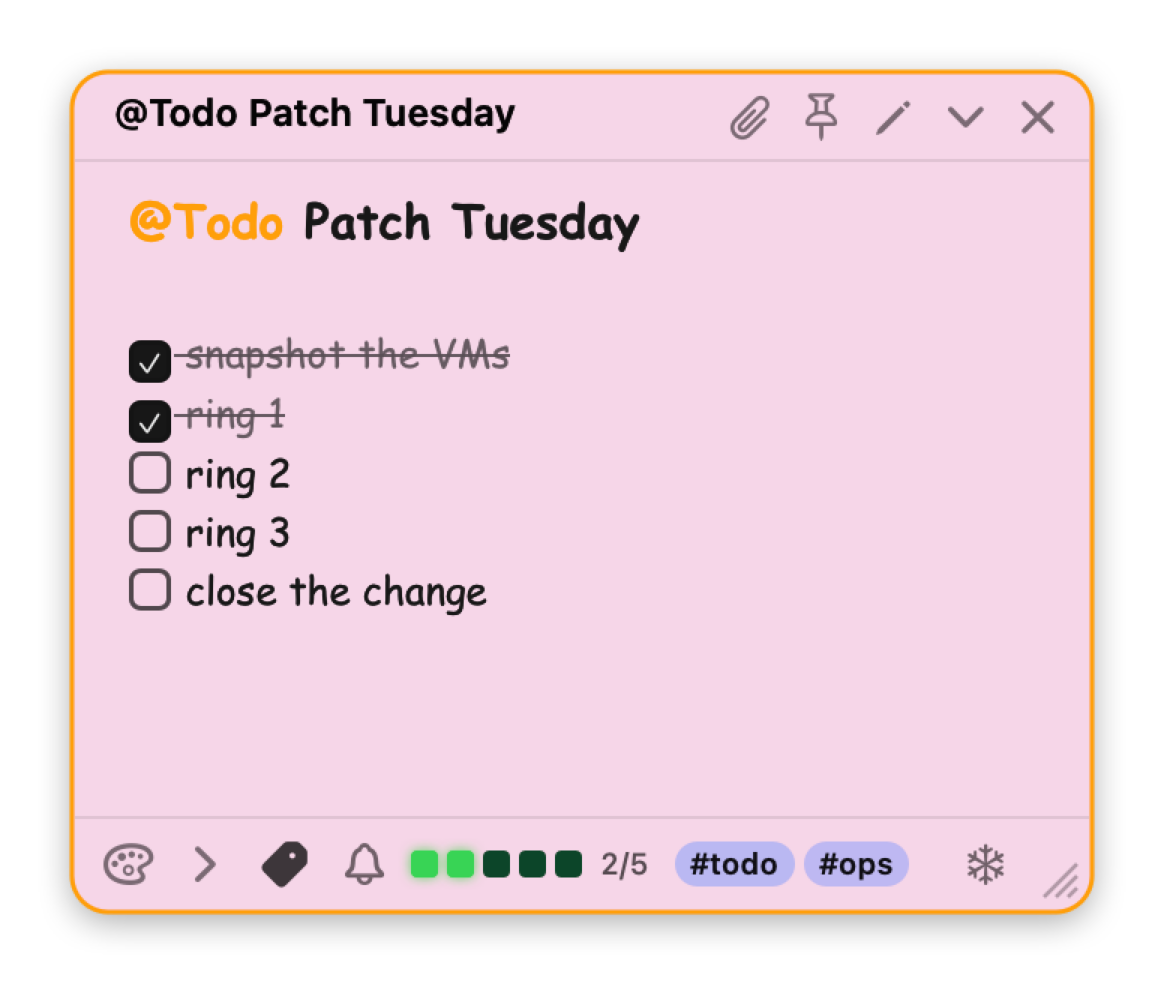 @Todo Patch Tuesday
@Todo Patch Tuesday
snapshot the VMs
ring 1
ring 2
ring 3
close the change
2/5 #todo #ops